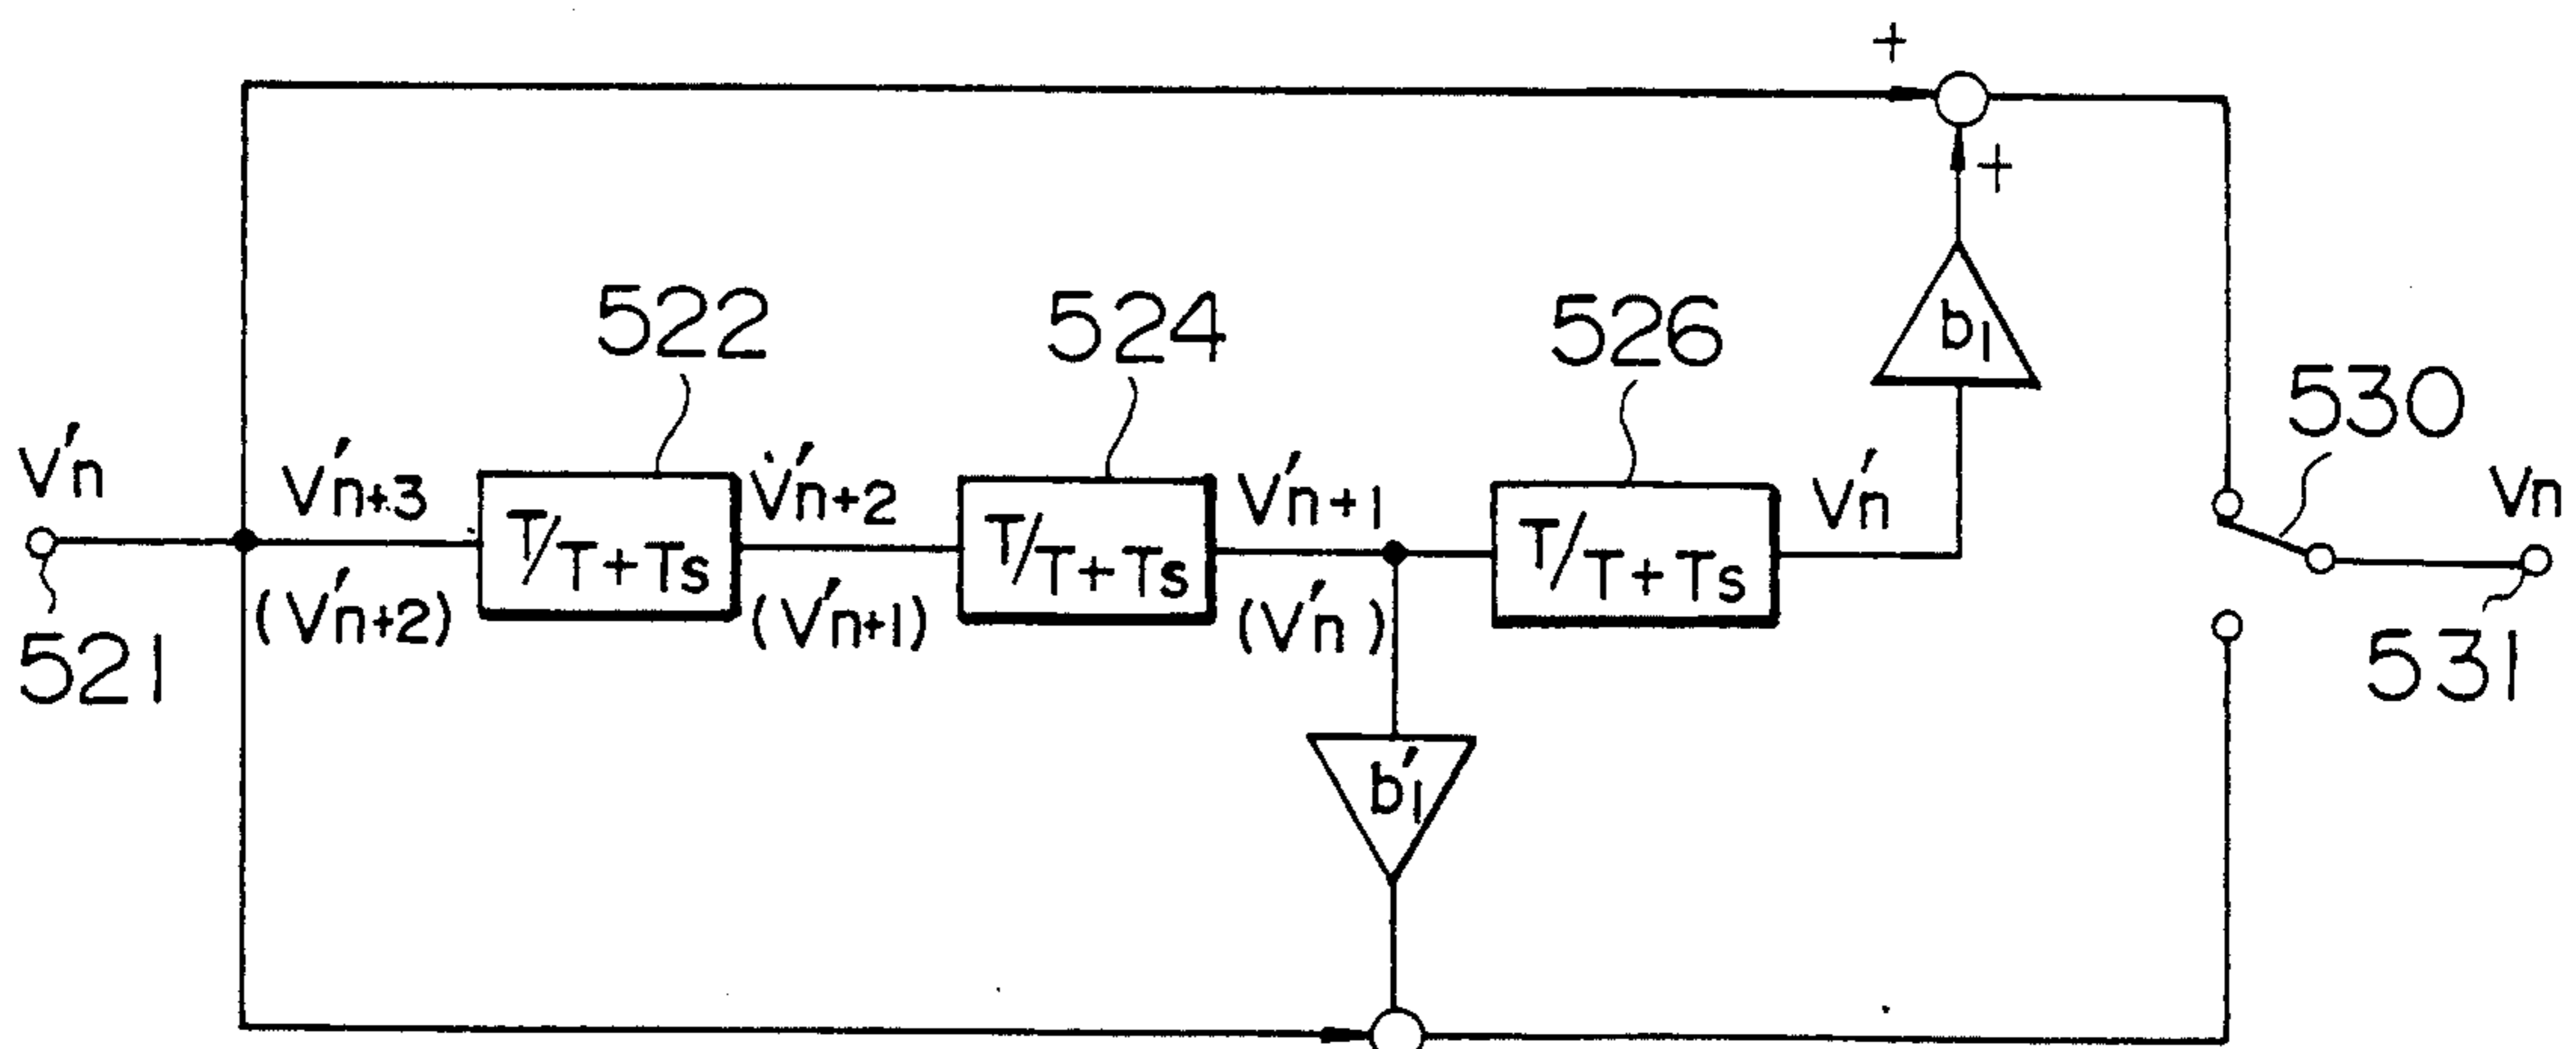 +
+
522
524
526
b1
530
V'n
V'n+3
V'n+2
V'n+1
V'n
Vn
T/T+Ts
T/T+Ts
T/T+Ts
(V'n+2)
(V'n+1)
(V'n)
521
531
b'1